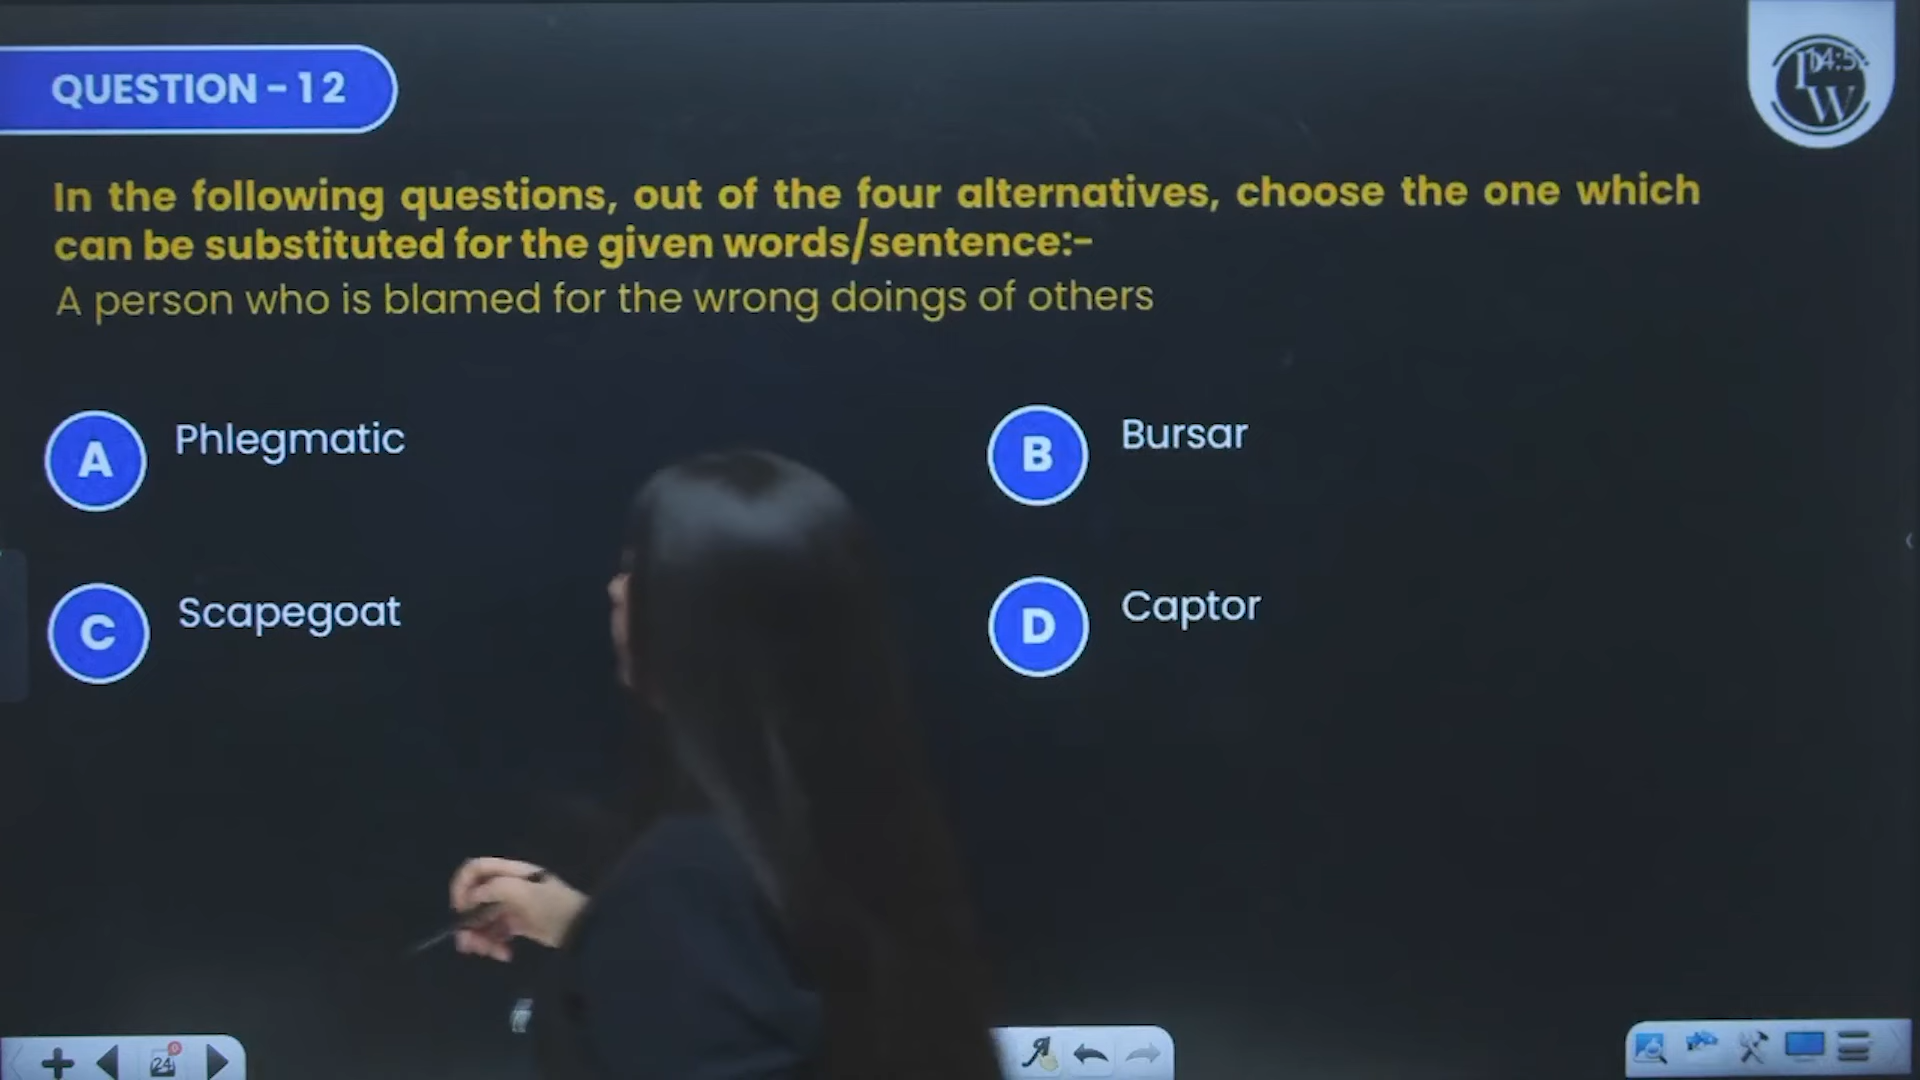 QUESTION - 12
In the following questions, out of the four alternatives, choose the one which
can be substituted for the given words/sentence:-
A person who is blamed for the wrong doings of others
A Phlegmatic
B Bursar
C Scapegoat
D Captor
24